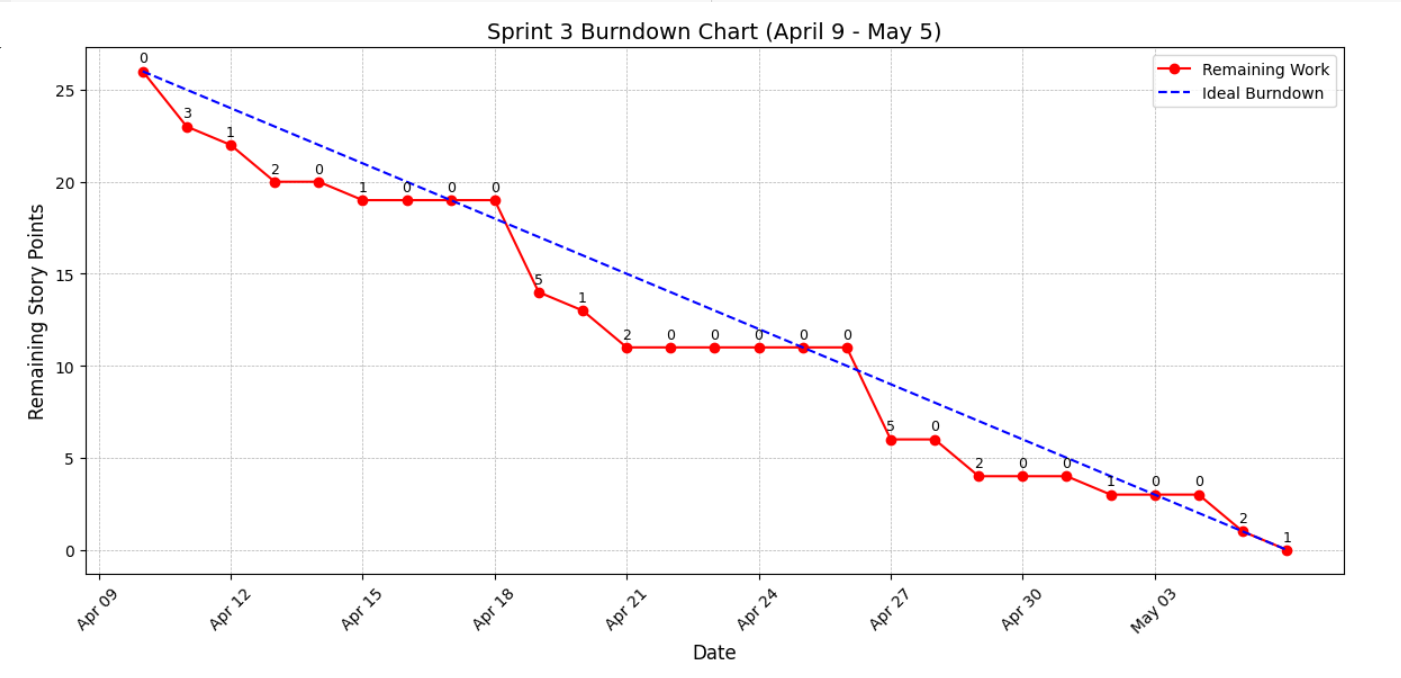 Sprint 3 Burndown Chart (April 9 - May 5)
Remaining Work
Ideal Burndown
Remaining Story Points
25
20
15
10
5
0
0
3
1
2
0
1
0
0
0
5
1
2
0
0
0
0
0
5
0
2
0
0
1
0
0
2
1
Apr 09
Apr 12
Apr 15
Apr 18
Apr 21
Apr 24
Apr 27
Apr 30
May 03
Date